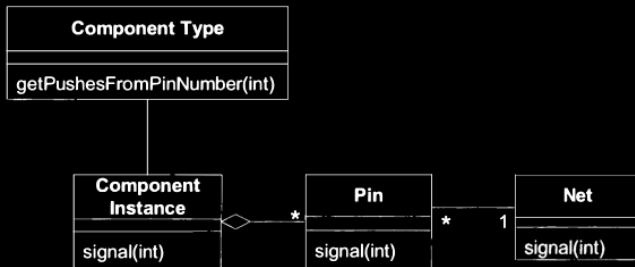 Component Type
getPushesFromPinNumber(int)
Component
Instance
signal(int)
*
Pin
signal(int)
*
1
Net
signal(int)